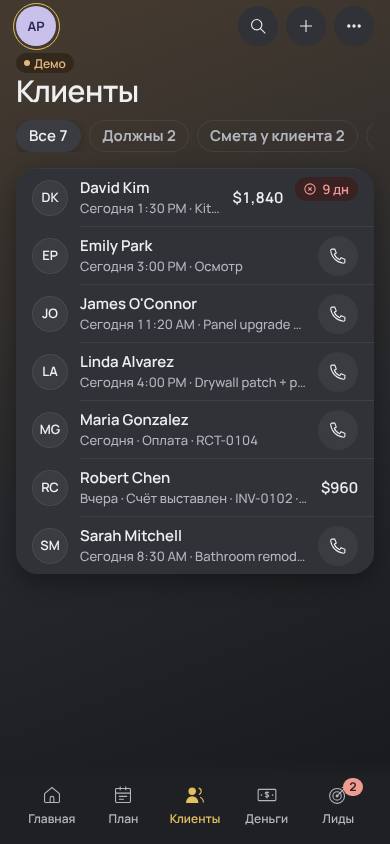 AP
Демо
Клиенты
Все 7
Должны 2
Смета у клиента 2
DK
David Kim
$1,840
9 дн
Сегодня 1:30 PM · Kit...
EP
Emily Park
Сегодня 3:00 PM · Осмотр
JO
James O'Connor
Сегодня 11:20 AM · Panel upgrade ...
LA
Linda Alvarez
Сегодня 4:00 PM · Drywall patch + p...
MG
Maria Gonzalez
Сегодня · Оплата · RCT-0104
RC
Robert Chen
Вчера · Счёт выставлен · INV-0102 ·...
$960
SM
Sarah Mitchell
Сегодня 8:30 AM · Bathroom remod...
2
Главная
План
Клиенты
Деньги
Лиды